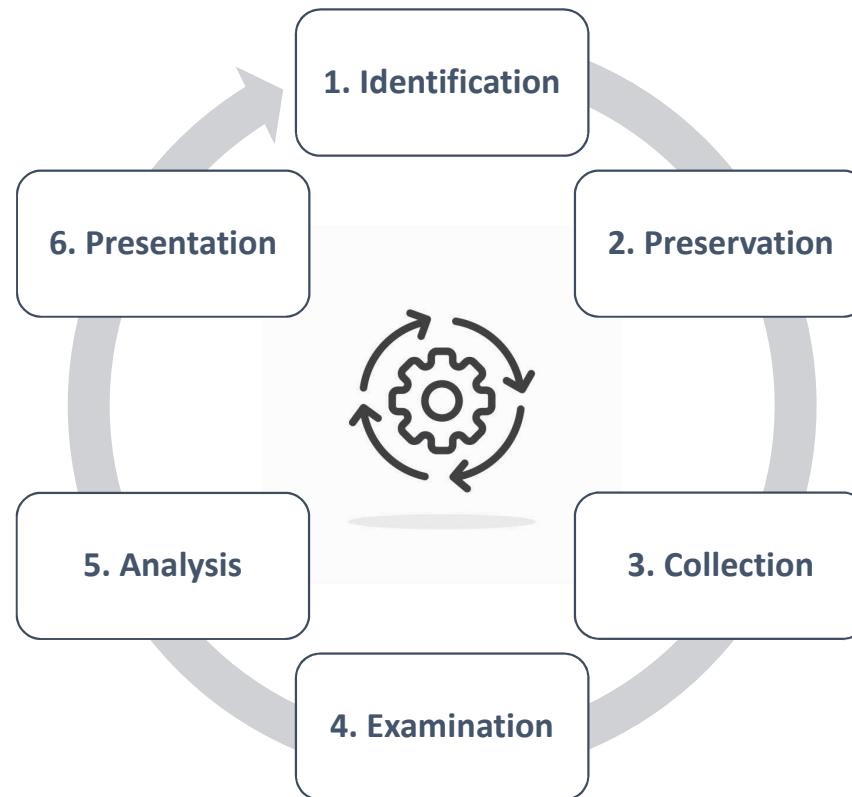 1. Identification
2. Preservation
3. Collection
4. Examination
5. Analysis
6. Presentation